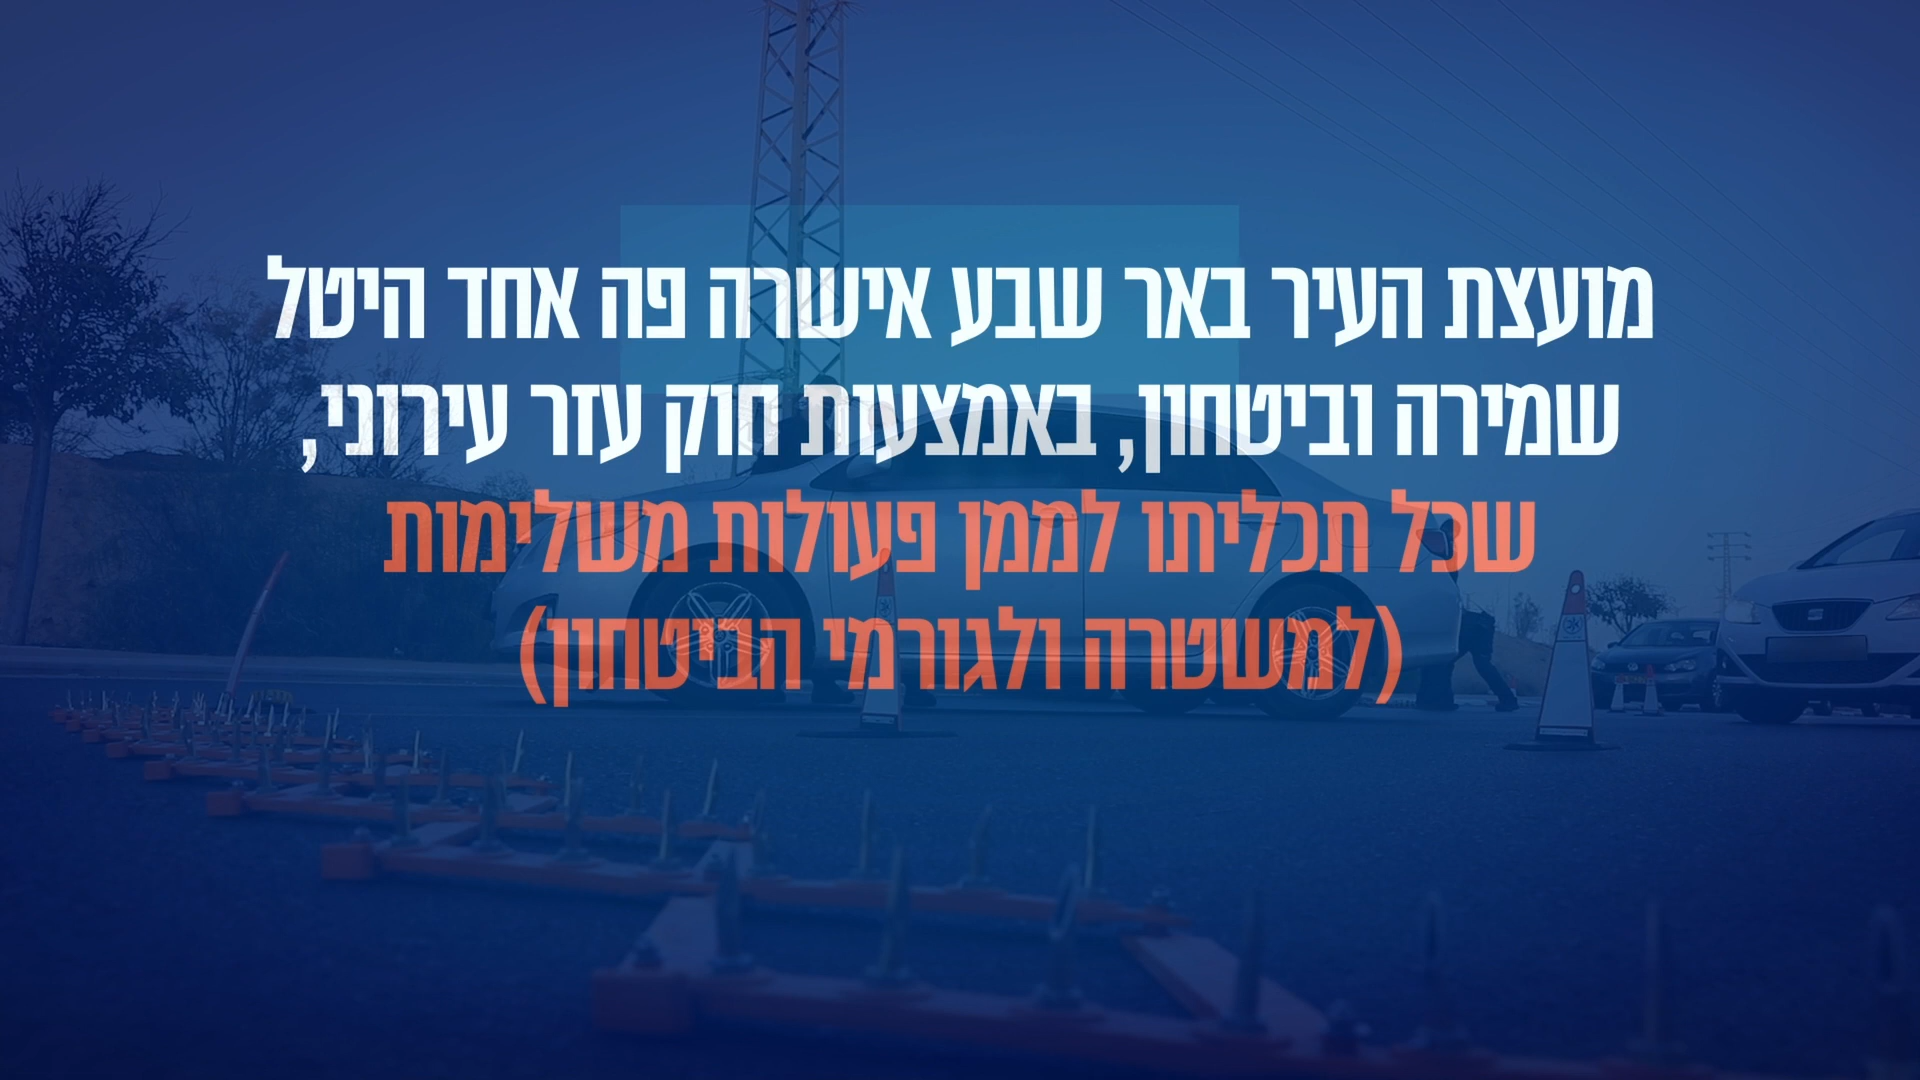 מועצת העיר באר שבע אישרה פה אחד היטל
שמירה וביטחון, באמצעות חוק עזר עירוני,
שכל תכליתו לממן פעולות משלימות
(למשטרה ולגורמי הביטחון)